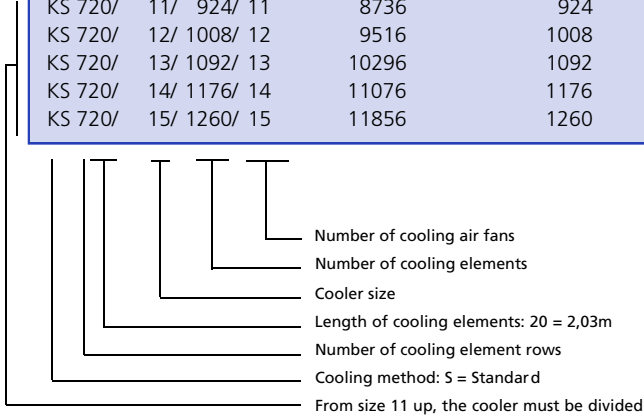 KS 720/ 11/ 924/ 11 8736 924
KS 720/ 12/ 1008/ 12 9516 1008
KS 720/ 13/ 1092/ 13 10296 1092
KS 720/ 14/ 1176/ 14 11076 1176
KS 720/ 15/ 1260/ 15 11856 1260
Number of cooling air fans
Number of cooling elements
Cooler size
Length of cooling elements: 20 = 2,03m
Number of cooling element rows
Cooling method: S = Standard
From size 11 up, the cooler must be divided